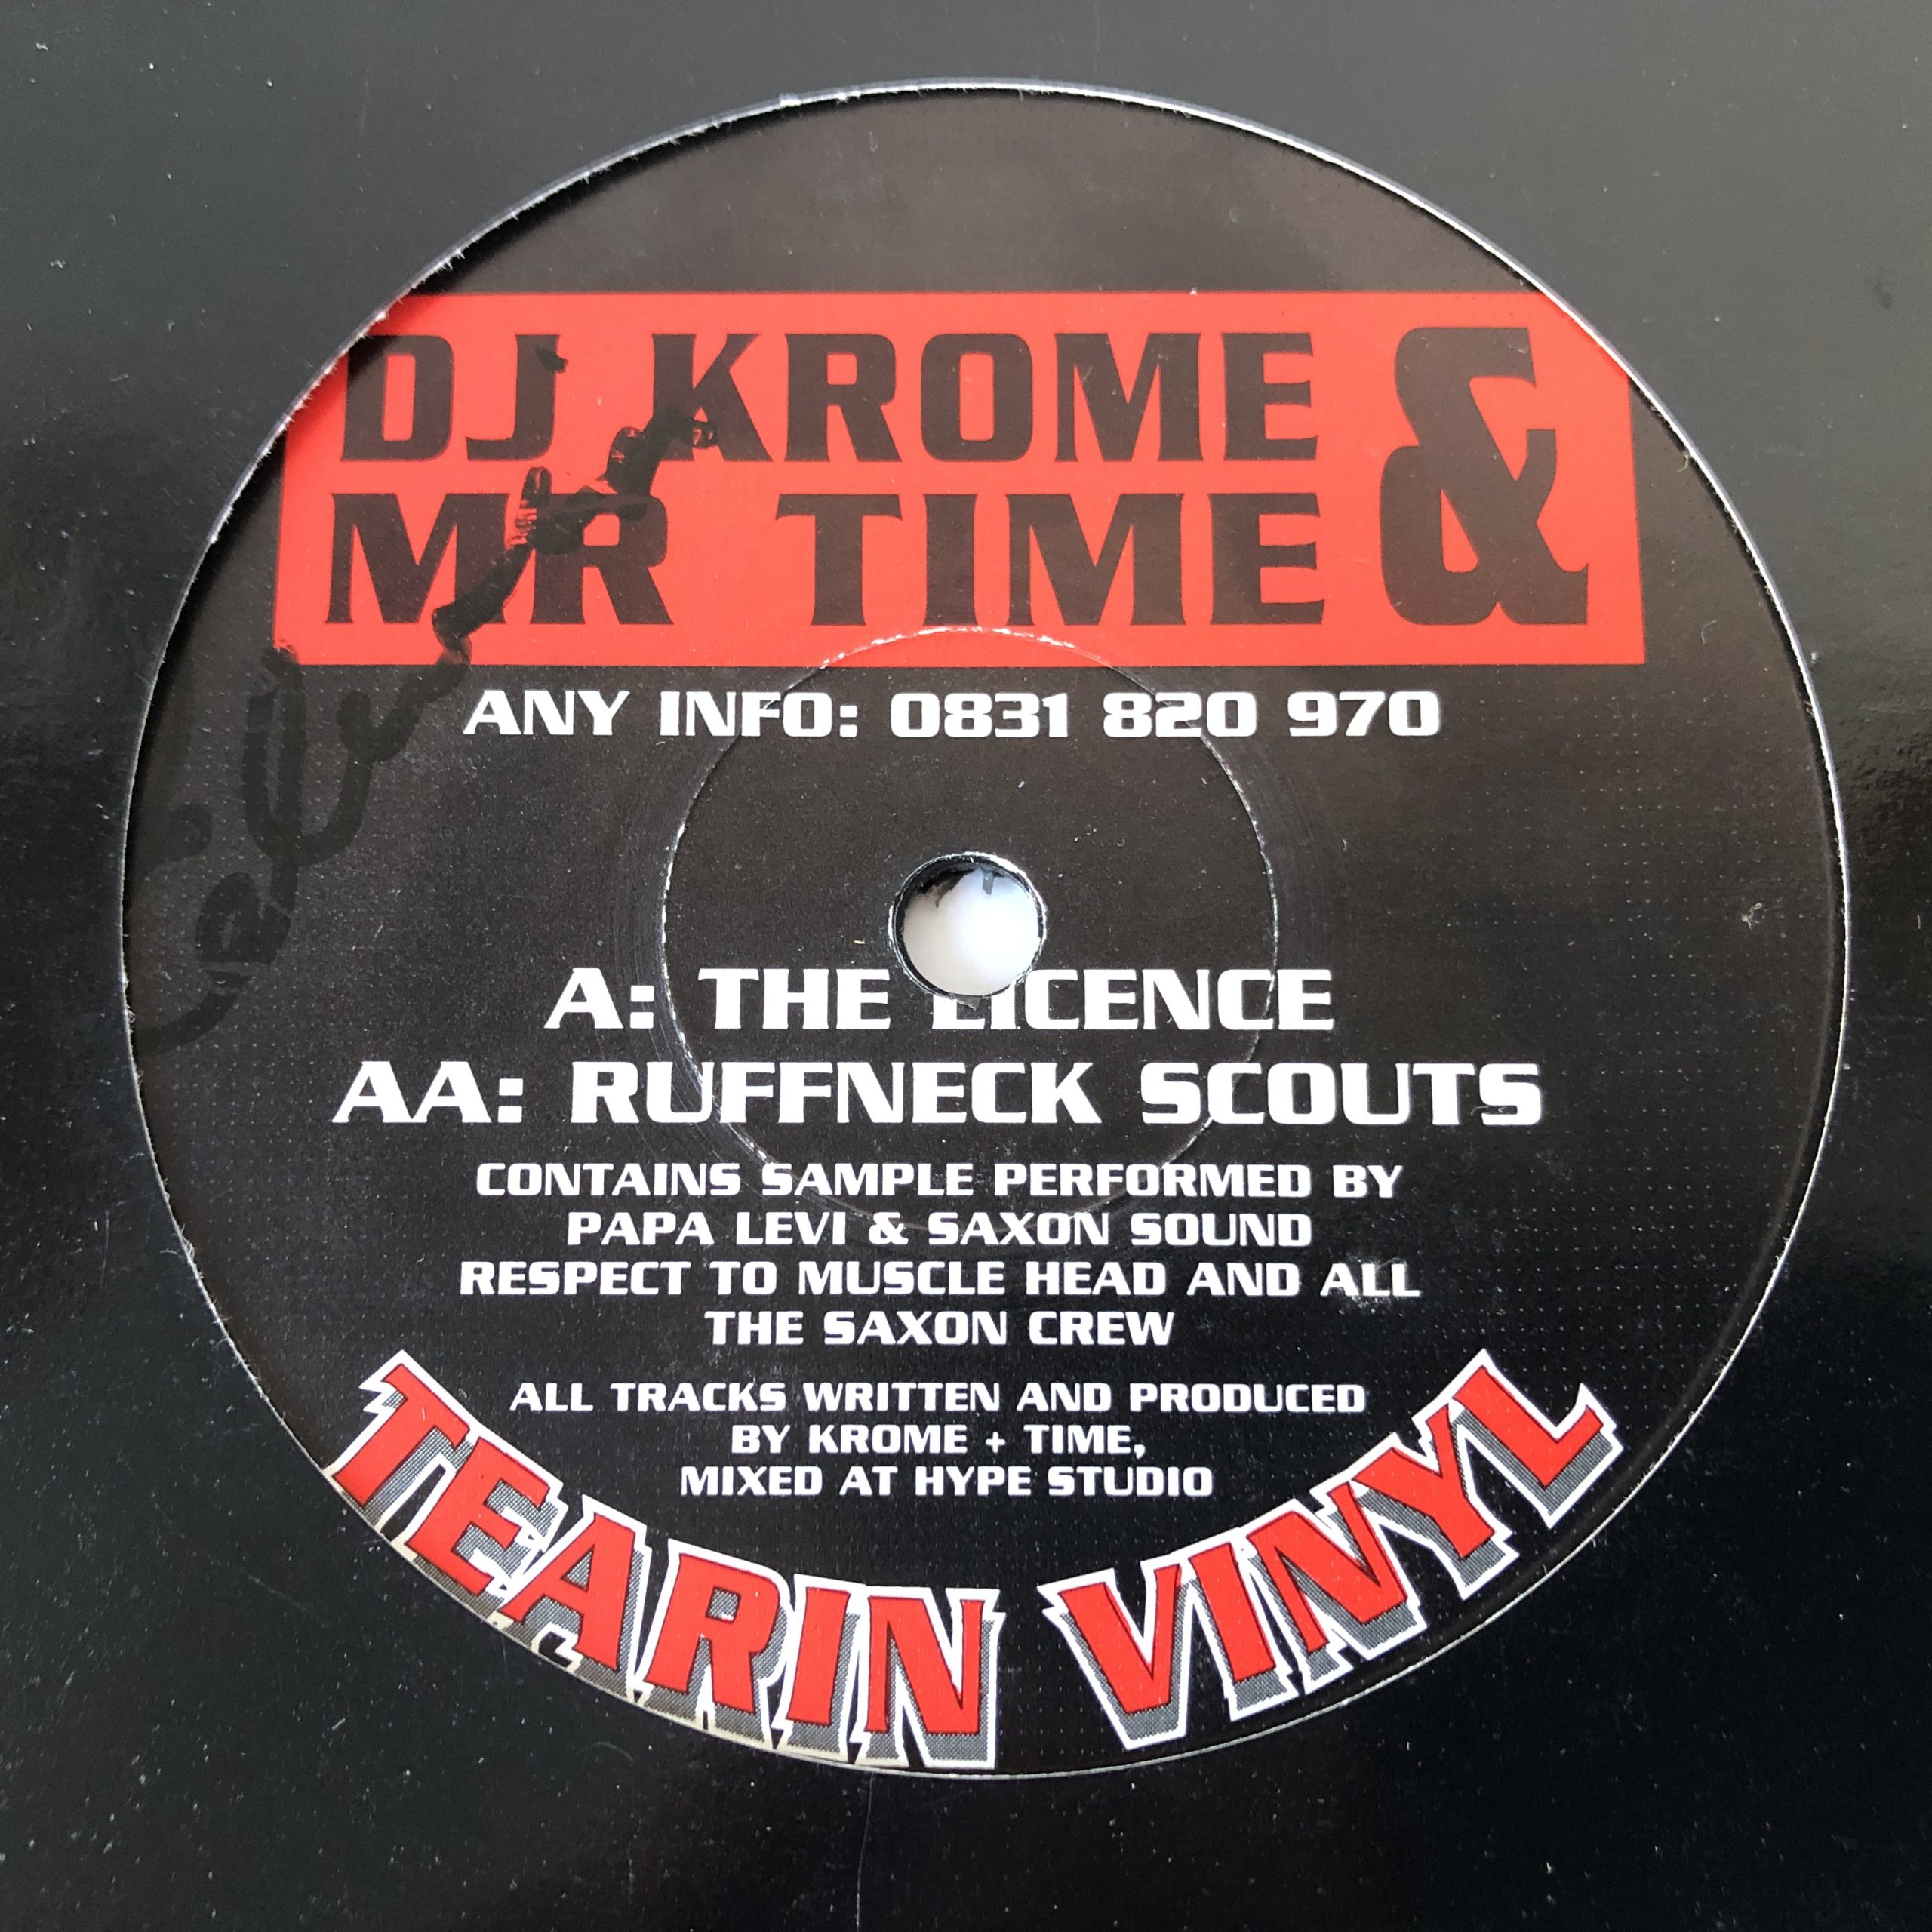 DJ KROME &
MR TIME
ANY INFO: 0831 820 970
A: THE LICENCE
AA: RUFFNECK SCOUTS
CONTAINS SAMPLE PERFORMED BY
PAPA LEVI & SAXON SOUND
RESPECT TO MUSCLE HEAD AND ALL
THE SAXON CREW
ALL TRACKS WRITTEN AND PRODUCED
BY KROME + TIME,
MIXED AT HYPE STUDIO
TEARIN VINYL